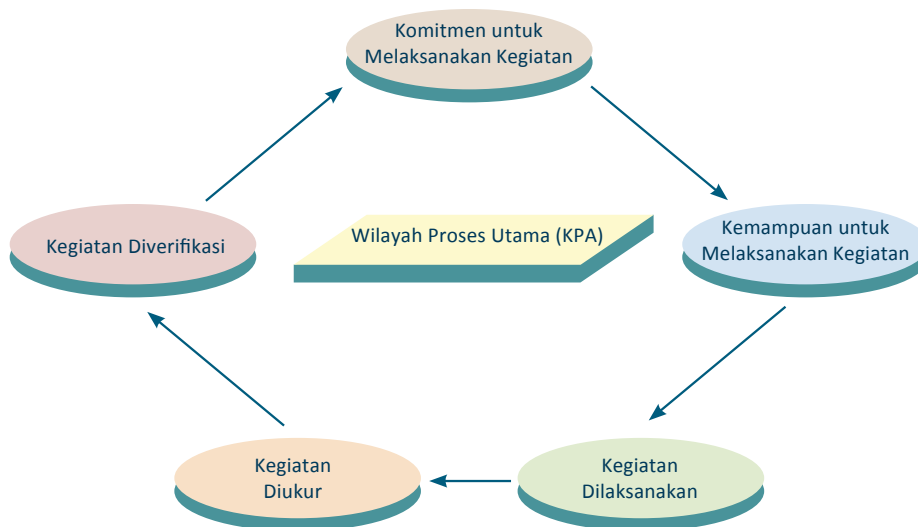 Komitmen untuk
Melaksanakan Kegiatan
Kegiatan Diverifikasi
Wilayah Proses Utama (KPA)
Kemampuan untuk
Melaksanakan Kegiatan
Kegiatan
Diukur
Kegiatan
Dilaksanakan